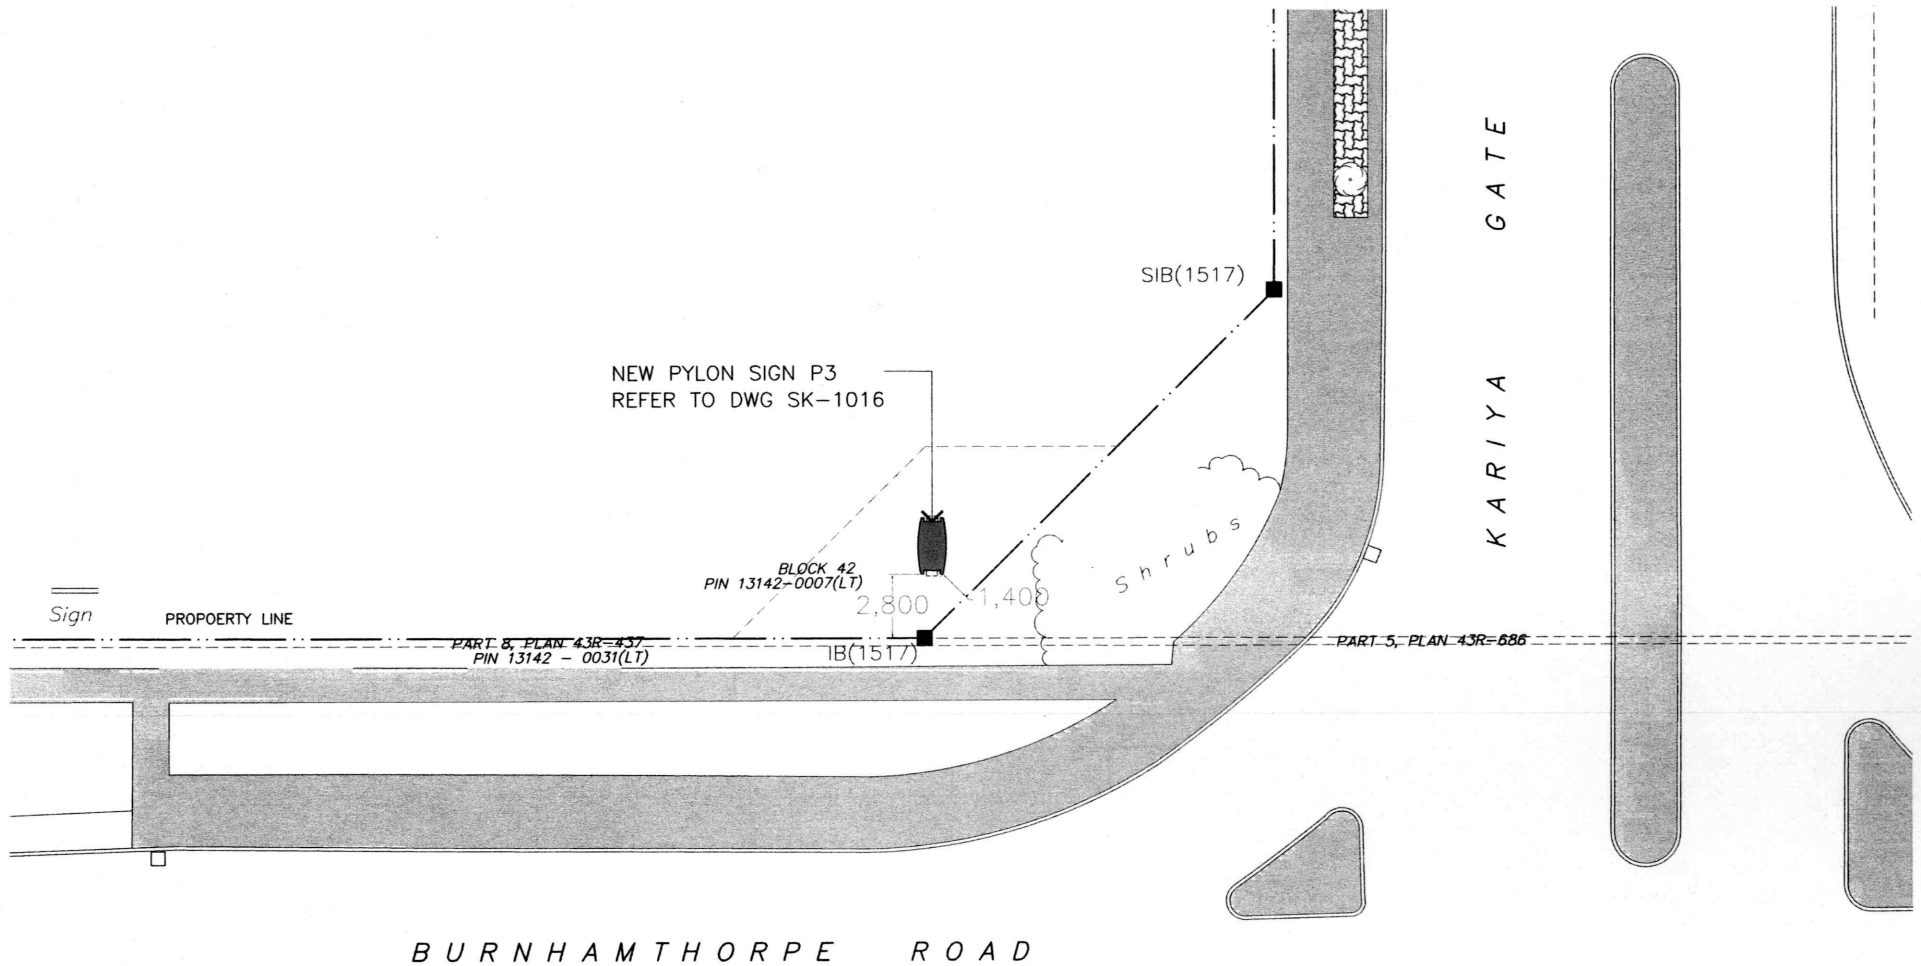 KARIYA GATE
SIB(1517)
NEW PYLON SIGN P3
REFER TO DWG SK-1016
Shrubs
BLOCK 42
PIN 13142-0007(LT)
2,800
1,400
Sign
PROPOERTY LINE
PART 8, PLAN 43R-437
PIN 13142 - 0031(LT)
IB(1517)
PART 5, PLAN 43R-686
BURNHAMTHORPE ROAD